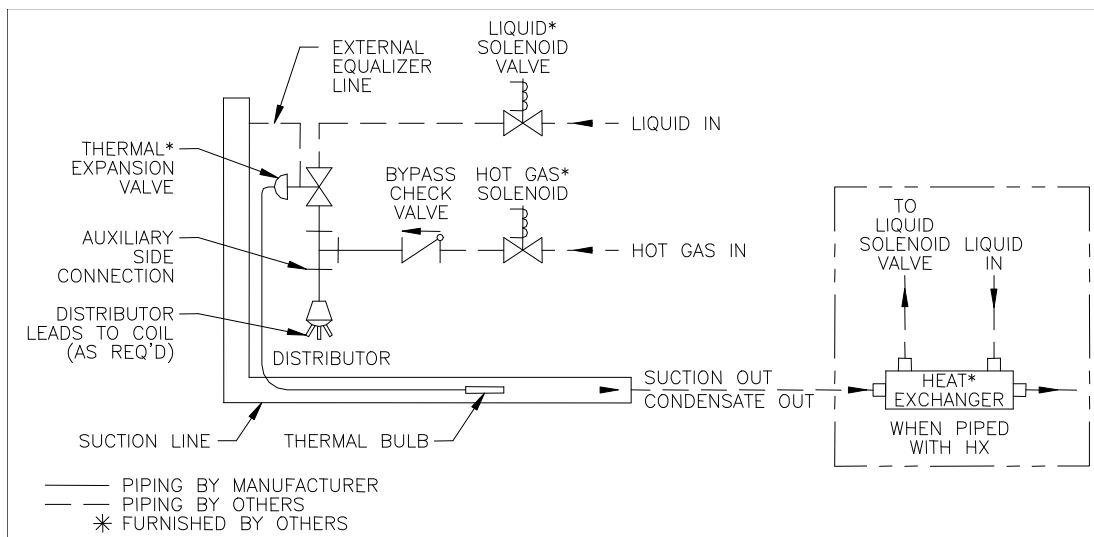 EXTERNAL
EQUALIZER
LINE
LIQUID*
SOLENOID
VALVE
LIQUID IN
THERMAL*
EXPANSION
VALVE
BYPASS
CHECK
VALVE
HOT GAS*
SOLENOID
HOT GAS IN
AUXILIARY
SIDE
CONNECTION
DISTRIBUTOR
LEADS TO COIL
(AS REQ'D)
DISTRIBUTOR
TO
LIQUID
SOLENOID
VALVE
LIQUID
IN
SUCTION OUT
CONDENSATE OUT
HEAT*
EXCHANGER
WHEN PIPED
WITH HX
SUCTION LINE
THERMAL BULB
PIPING BY MANUFACTURER
PIPING BY OTHERS
* FURNISHED BY OTHERS